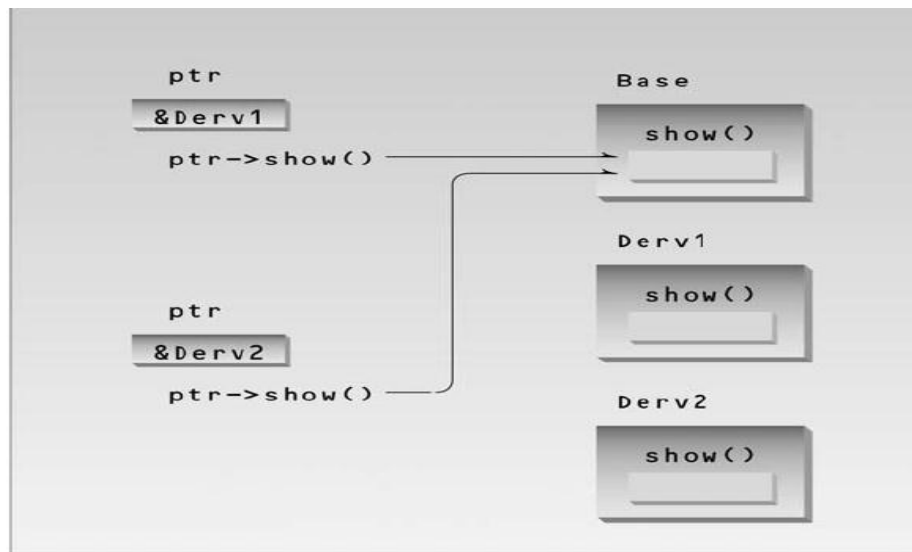 ptr
&Derv1
ptr->show()
ptr
&Derv2
ptr->show()
Base
show()
Derv1
show()
Derv2
show()